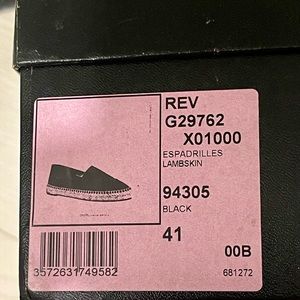 REV
G29762
X01000
ESPADRILLES
LAMBSKIN
94305
BLACK
41
00B
3572631749582
681272